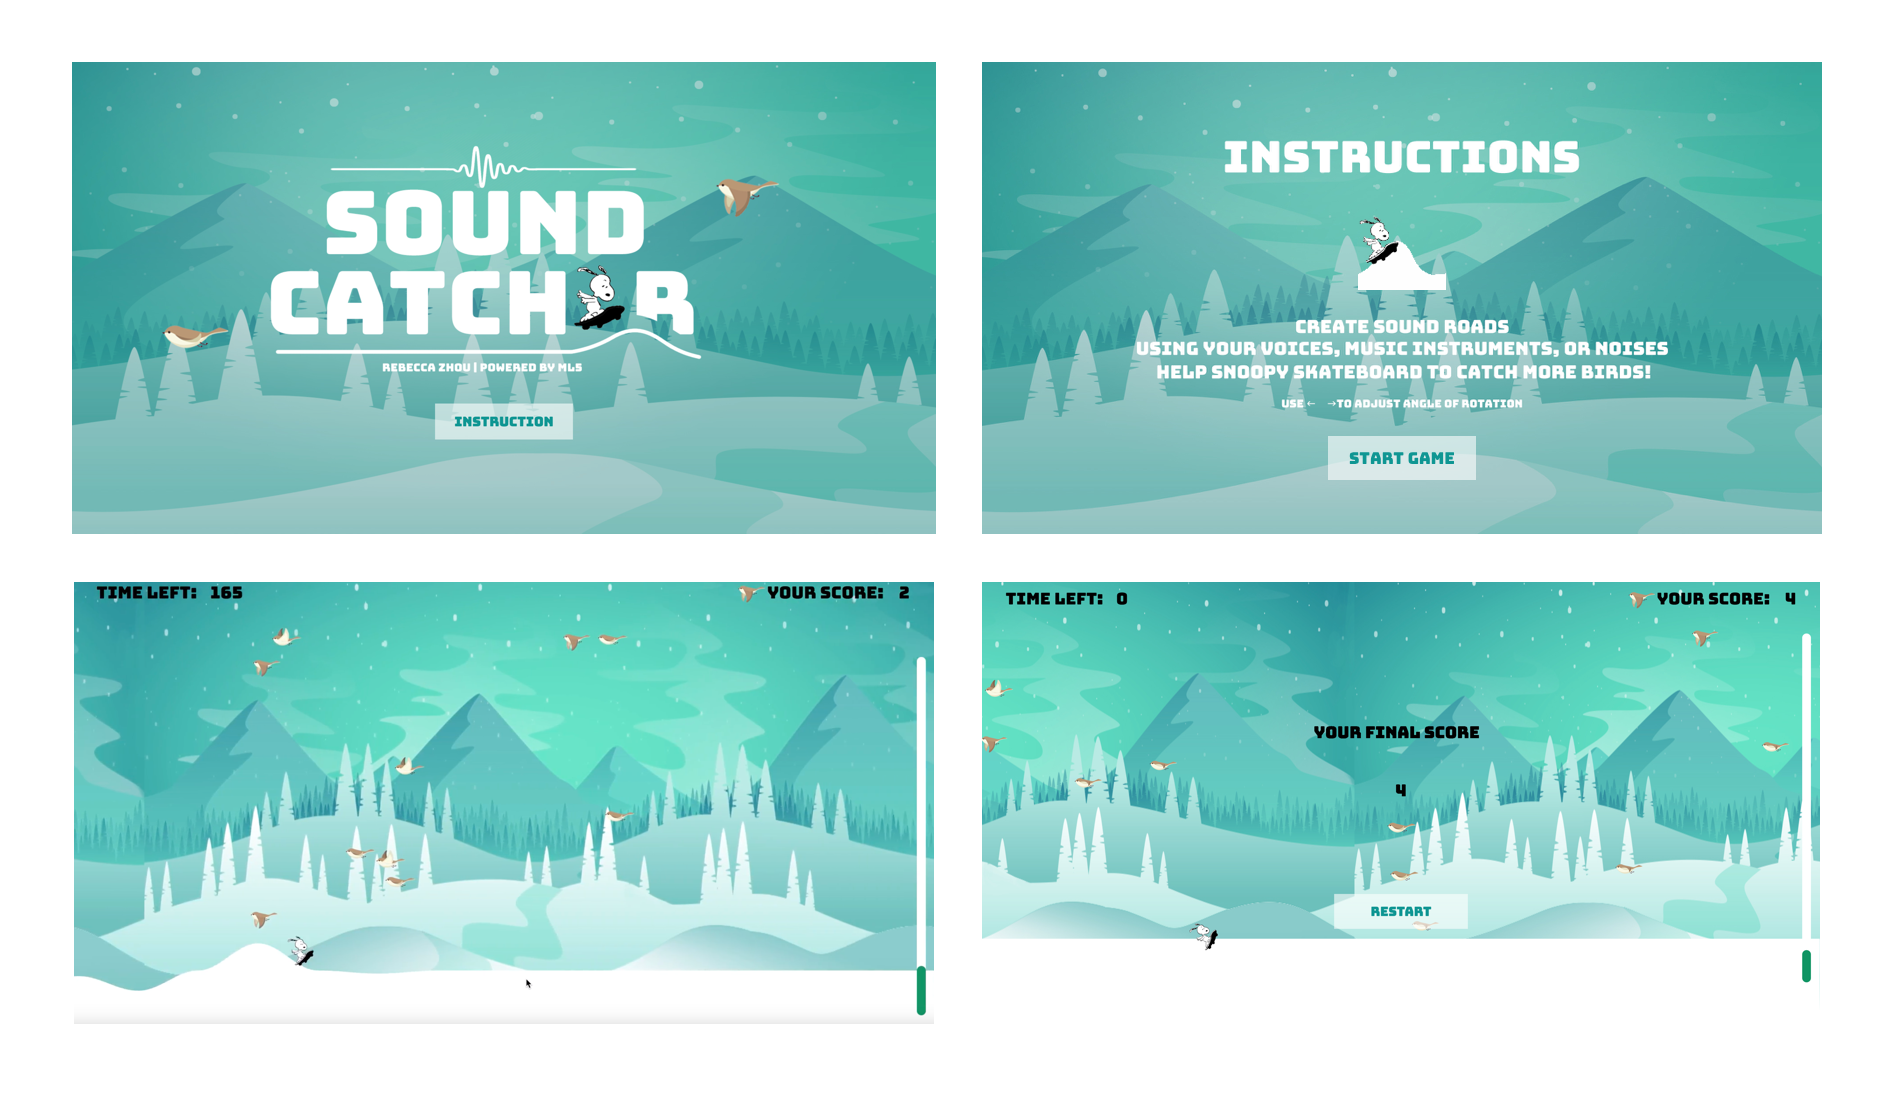 SOUND
CATCH R
REBECCA ZHOU | POWERED BY ML5
INSTRUCTION
INSTRUCTIONS
CREATE SOUND ROADS
USING YOUR VOICES, MUSIC INSTRUMENTS, OR NOISES
HELP SNOOPY SKATEBOARD TO CATCH MORE BIRDS!
USE ← →TO ADJUST ANGLE OF ROTATION
START GAME
TIME LEFT: 165
YOUR SCORE: 2
TIME LEFT: 0
YOUR SCORE: 4
YOUR FINAL SCORE
4
RESTART